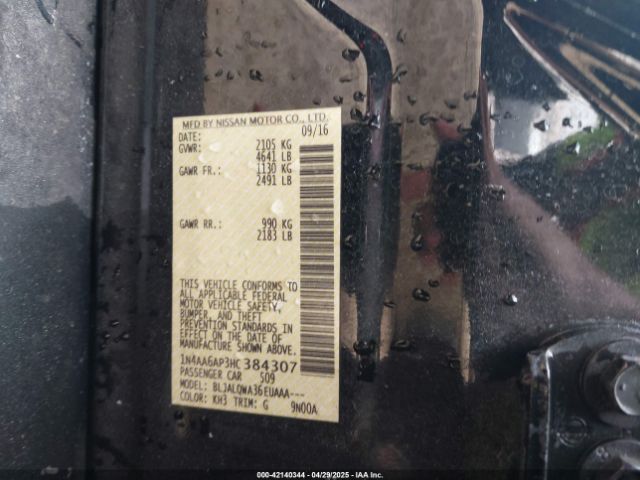 MFD BY NISSAN MOTOR CO., LTD.
DATE: 09/16
GVWR: 2105 KG
4641 LB
GAWR FR.: 1130 KG
2491 LB
GAWR RR.: 990 KG
2183 LB
THIS VEHICLE CONFORMS TO
ALL APPLICABLE FEDERAL
MOTOR VEHICLE SAFETY,
BUMPER, AND THEFT
PREVENTION STANDARDS IN
EFFECT ON THE DATE OF
MANUFACTURE SHOWN ABOVE.
1N4AA6AP3HC384307
PASSENGER CAR 509
MODEL: BLJALQWA36EUAAA---
COLOR: KH3 TRIM: G 9N00A
000-42140344 | 04/29/2025 | IAA Inc.